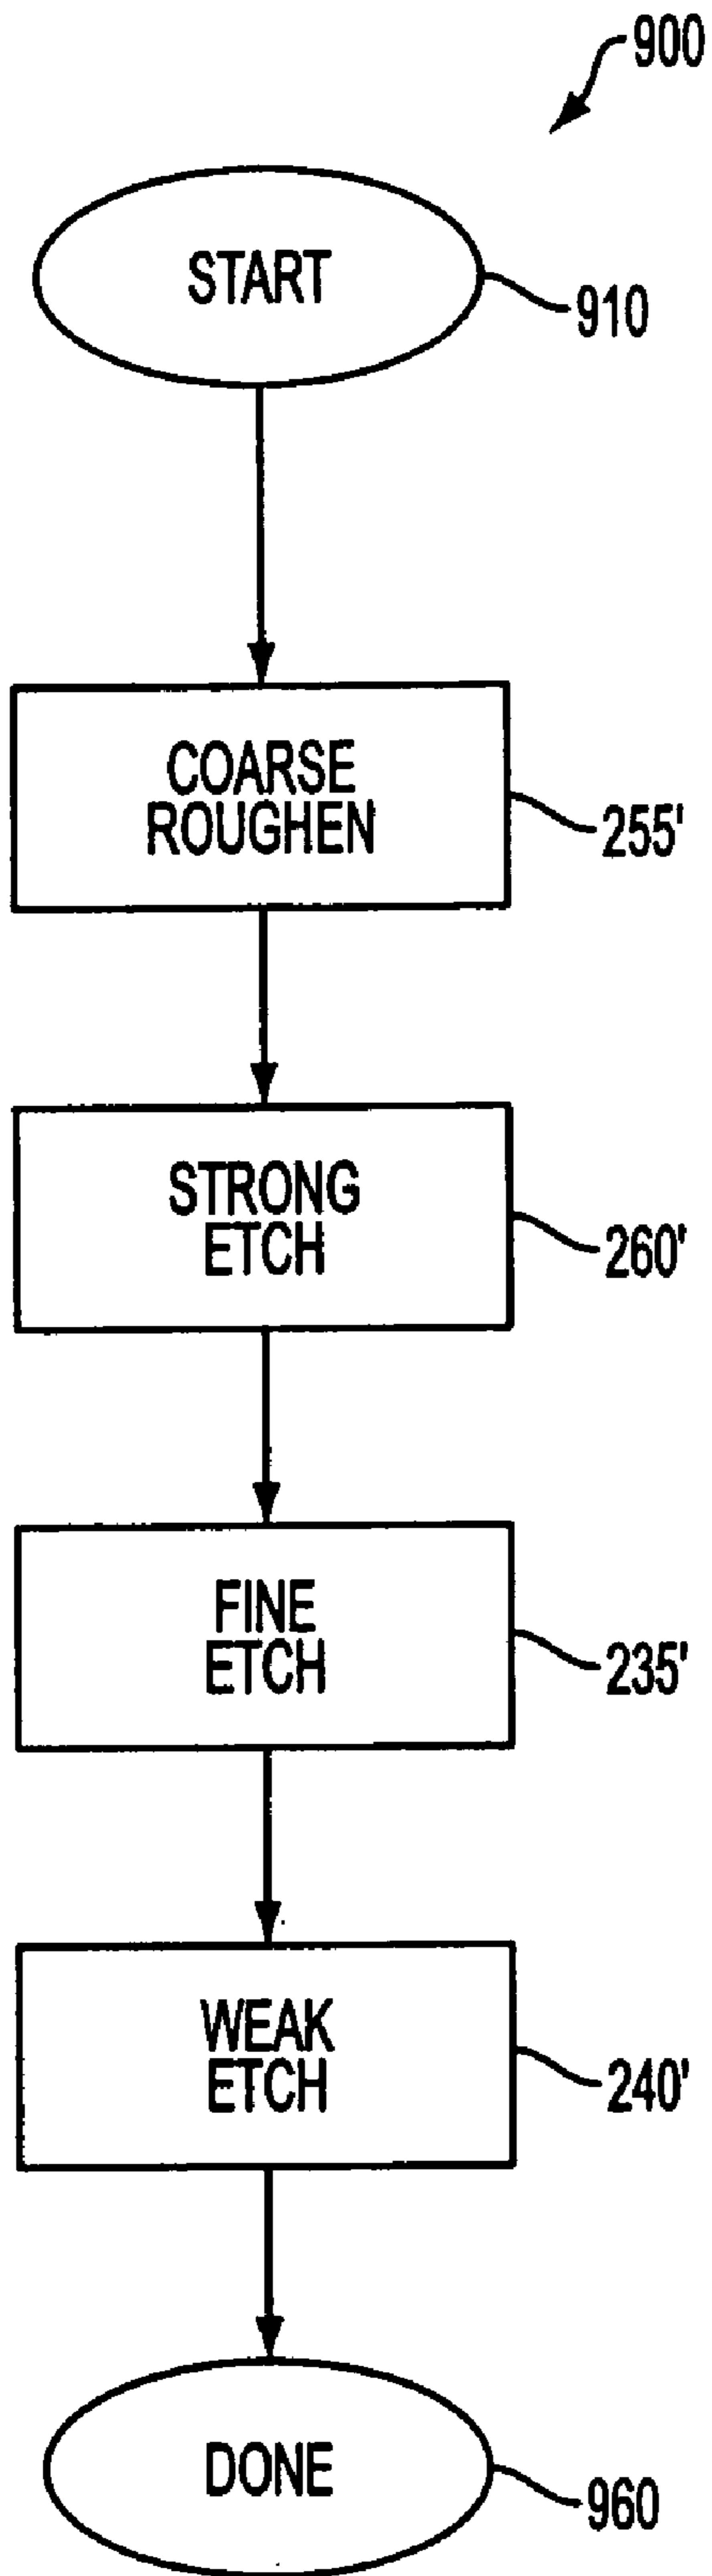 900
START
910
COARSE
ROUGHEN
255'
STRONG
ETCH
260'
FINE
ETCH
235'
WEAK
ETCH
240'
DONE
960